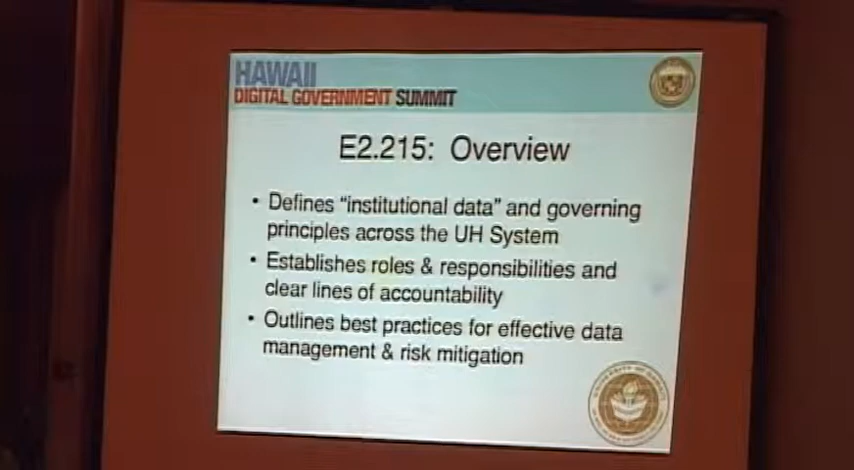 HAWAII
DIGITAL GOVERNMENT SUMMIT
E2.215: Overview
• Defines “institutional data” and governing
principles across the UH System
• Establishes roles & responsibilities and
clear lines of accountability
• Outlines best practices for effective data
management & risk mitigation